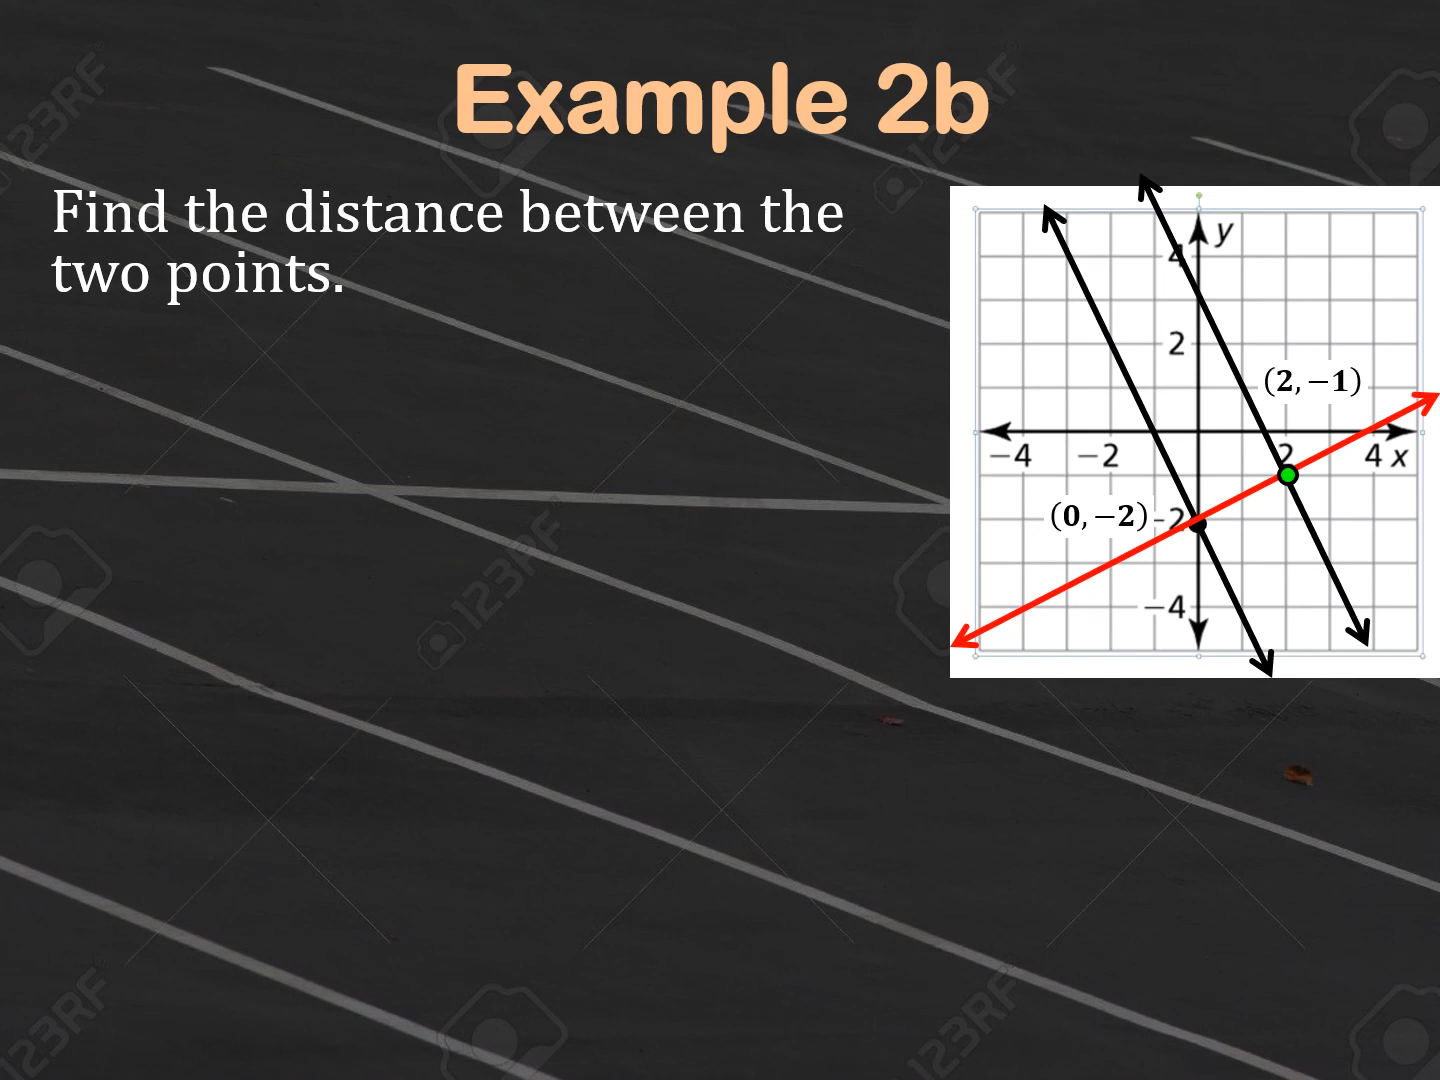 Example 2b
Find the distance between the
two points.
y
4
2
(2, −1)
−4 −2 2 4 x
(0, −2) −2
−4
123RF
123RF
123RF
123RF
123RF